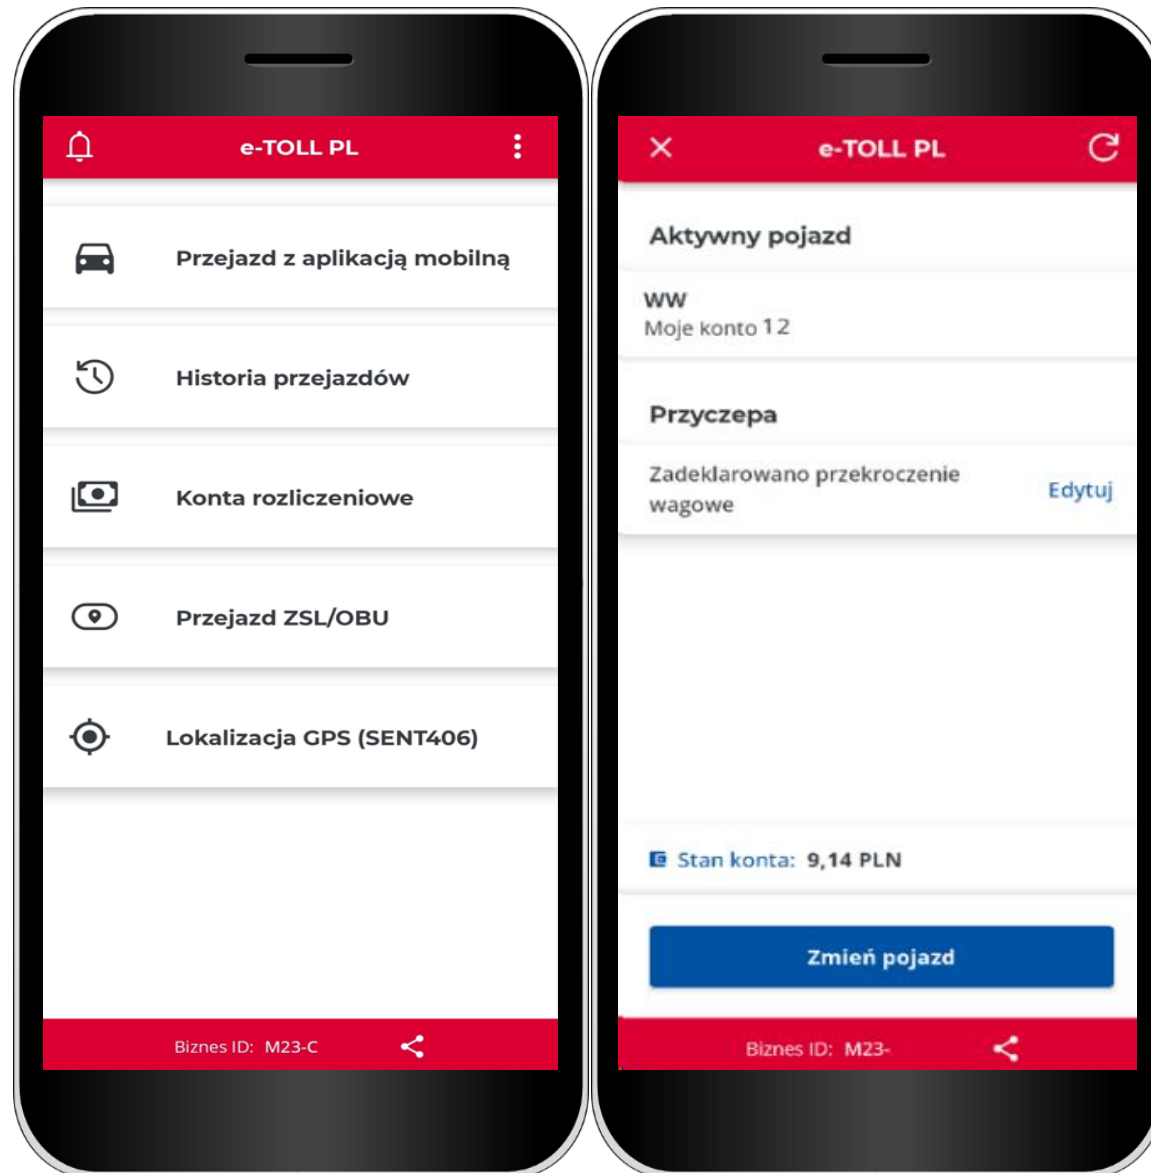 e-TOLL PL
Przejazd z aplikacją mobilną
Historia przejazdów
Konta rozliczeniowe
Przejazd ZSL/OBU
Lokalizacja GPS (SENT406)
Biznes ID: M23-C
e-TOLL PL
Aktywny pojazd
WW
Moje konto 12
Przyczepa
Zadeklarowano przekroczenie
wagowe
Edytuj
Stan konta: 9,14 PLN
Zmień pojazd
Biznes ID: M23-